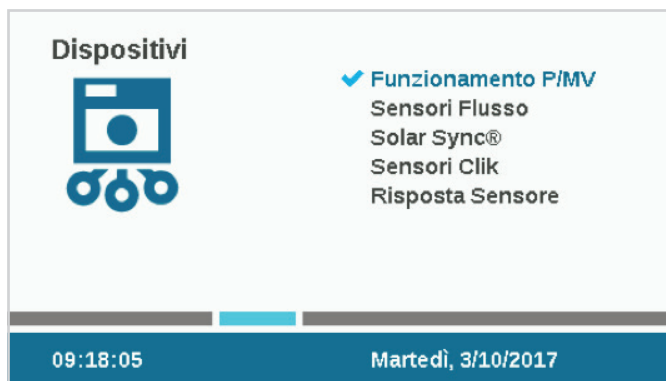 Dispositivi
Funzionamento P/MV
Sensori Flusso
Solar Sync®
Sensori Clik
Risposta Sensore
09:18:05
Martedì, 3/10/2017